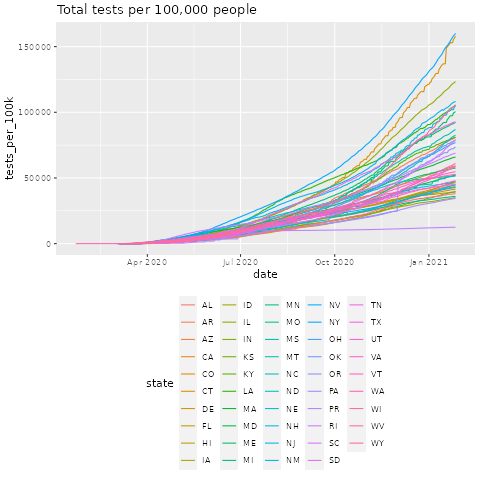 Total tests per 100,000 people
tests_per_100k
150000
100000
50000
0
Apr 2020 Jul 2020 Oct 2020 Jan 2021
date
state
AL ID MN NV TN
AR IL MO NY TX
AZ IN MS OH UT
CA KS MT OK VA
CO KY NC OR VT
CT LA ND PA WA
DE MA NE PR WI
FL MD NH RI WV
HI ME NJ SC WY
IA MI NM SD